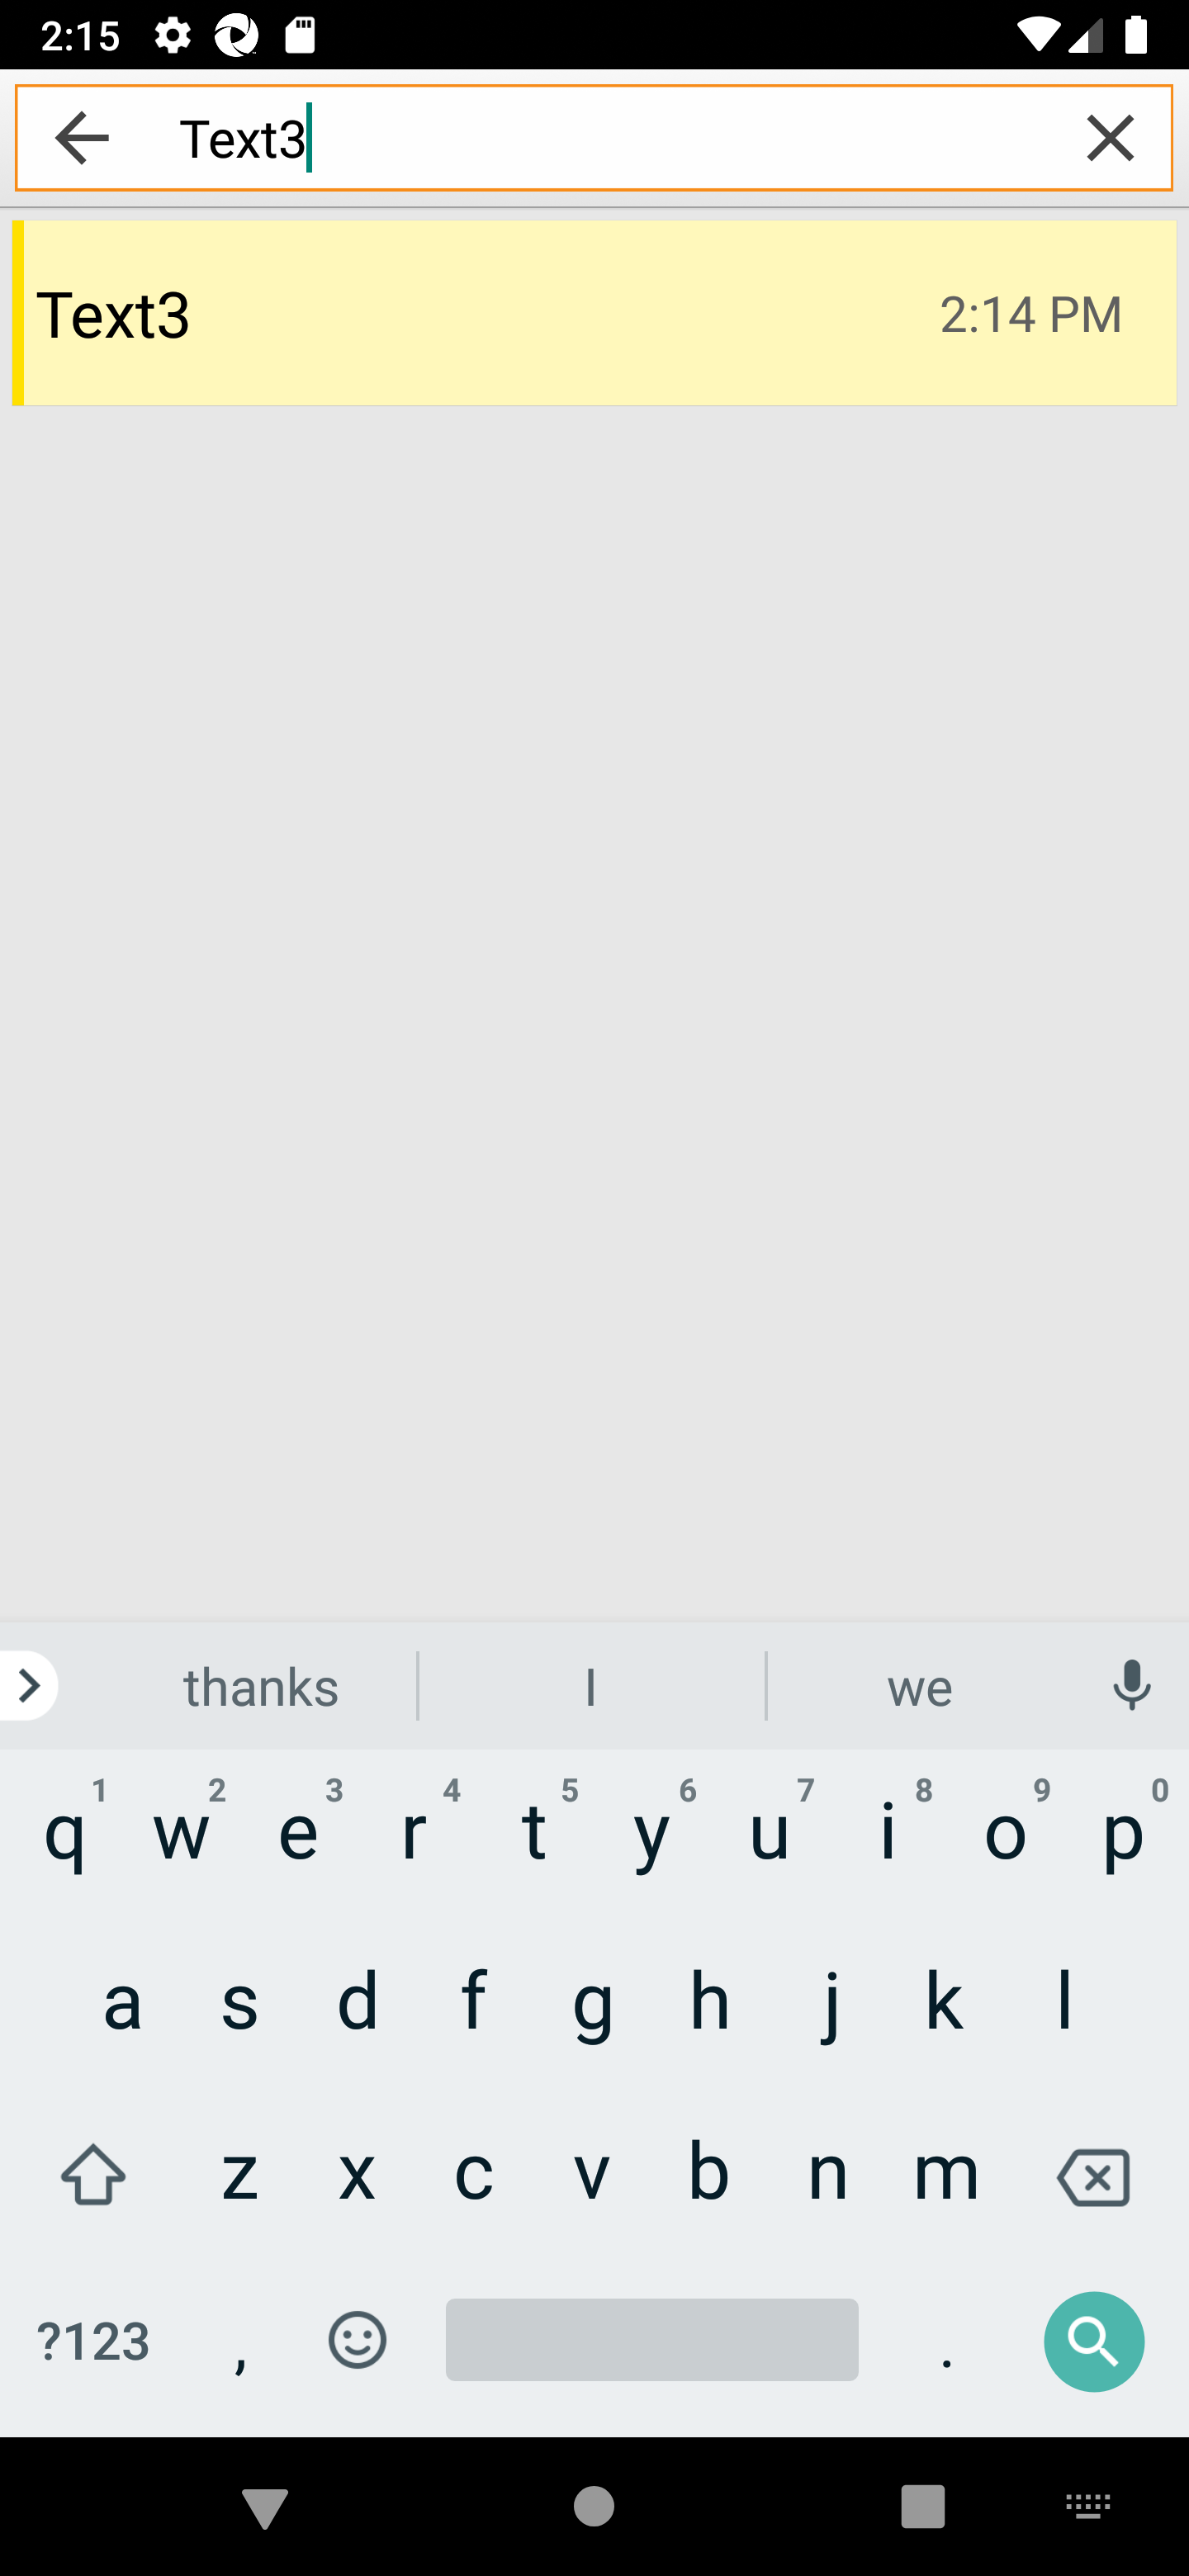 2:15
Text3
Text3 2:14 PM
thanks I we
1 2 3 4 5 6 7 8 9 0
q w e r t y u i o p
a s d f g h j k l
z x c v b n m
?123 , .